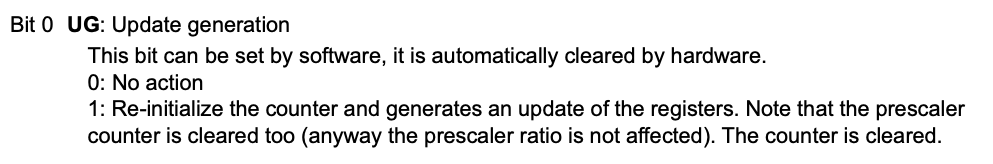 Bit 0 UG: Update generation
This bit can be set by software, it is automatically cleared by hardware.
0: No action
1: Re-initialize the counter and generates an update of the registers. Note that the prescaler
counter is cleared too (anyway the prescaler ratio is not affected). The counter is cleared.